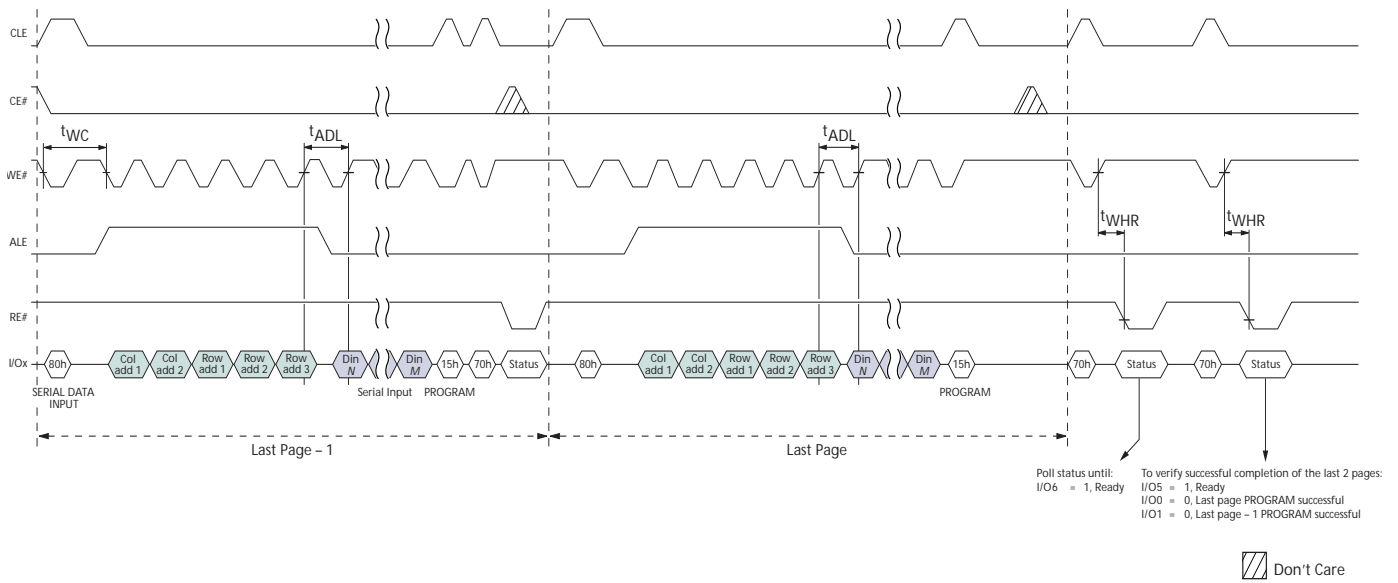 CLE
CE#
tWC
tADL
tADL
WE#
tWHR
tWHR
ALE
RE#
I/Ox
80h
Col add 1
Col add 2
Row add 1
Row add 2
Row add 3
Din N
Din M
15h
70h
Status
80h
Col add 1
Col add 2
Row add 1
Row add 2
Row add 3
Din N
Din M
15h
70h
Status
70h
Status
SERIAL DATA
INPUT
Serial Input
PROGRAM
PROGRAM
Last Page – 1
Last Page
Poll status until:
I/O6 = 1, Ready
To verify successful completion of the last 2 pages:
I/O5 = 1, Ready
I/O0 = 0, Last page PROGRAM successful
I/O1 = 0, Last page – 1 PROGRAM successful
Don't Care